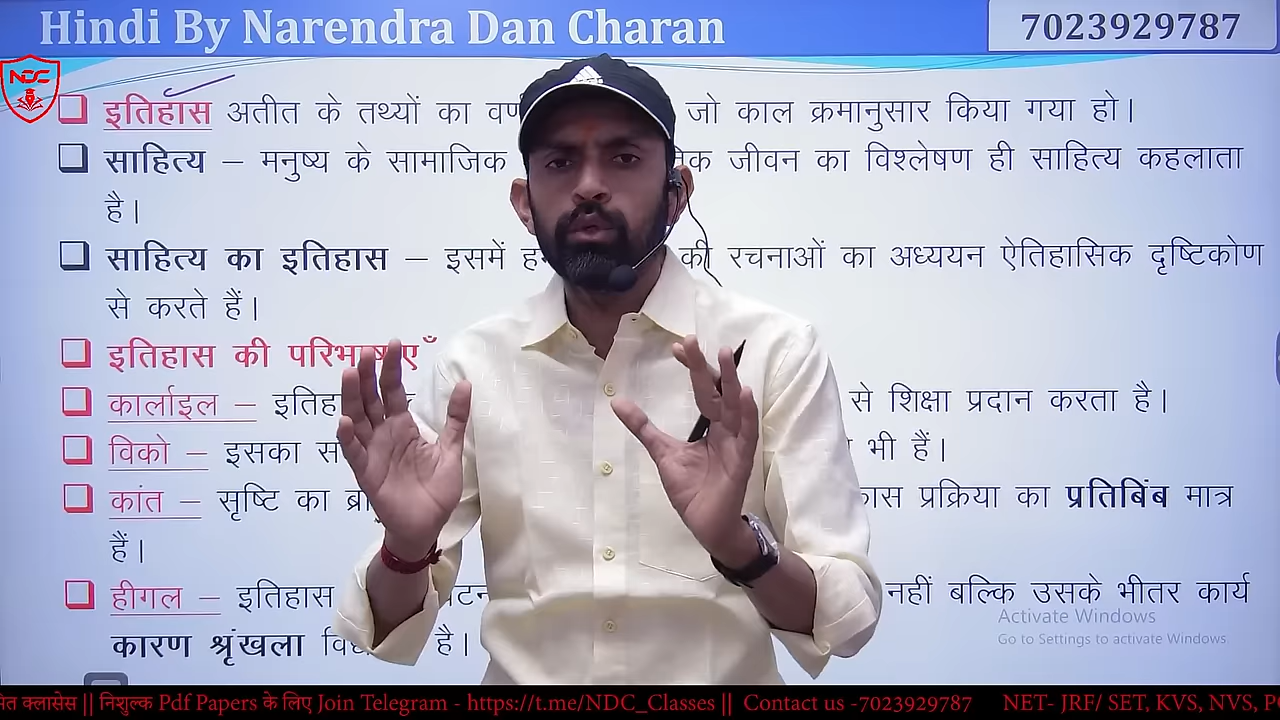 Hindi By Narendra Dan Charan
7023929787
NDC
इतिहास अतीत के तथ्यों का जो काल क्रमानुसार किया गया हो।
साहित्य – मनुष्य के सामाजिक जीवन का विश्लेषण ही साहित्य कहलाता
है।
साहित्य का इतिहास – इसमें की रचनाओं का अध्ययन ऐतिहासिक दृष्टिकोण
से करते हैं।
इतिहास की
कार्लाइल – से शिक्षा प्रदान करता है।
विको – इसका भी हैं।
कांत – सृष्टि का प्रक्रिया का प्रतिबिंब मात्र
हैं।
हीगल – इतिहास नहीं बल्कि उसके भीतर कार्य
कारण श्रृंखला है।
Activate Windows
Go to Settings to activate Windows.
क्लासेस || निशुल्क Pdf Papers के लिए Join Telegram - https://t.me/NDC_Classes || Contact us -7023929787 NET- JRF/ SET, KVS, NVS,